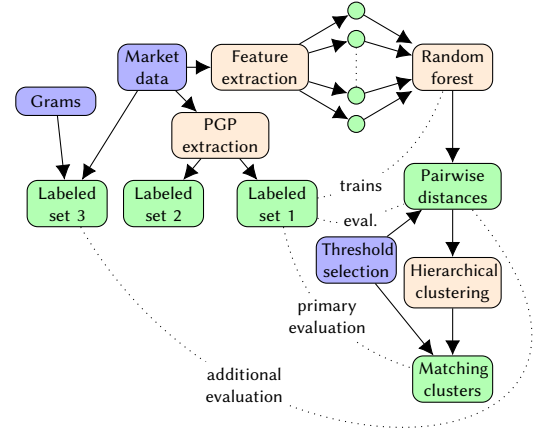 Market
data
Feature
extraction
Random
forest
Grams
PGP
extraction
Labeled
set 3
Labeled
set 2
Labeled
set 1
trains
eval.
Pairwise
distances
Threshold
selection
Hierarchical
clustering
primary
evaluation
Matching
clusters
additional
evaluation